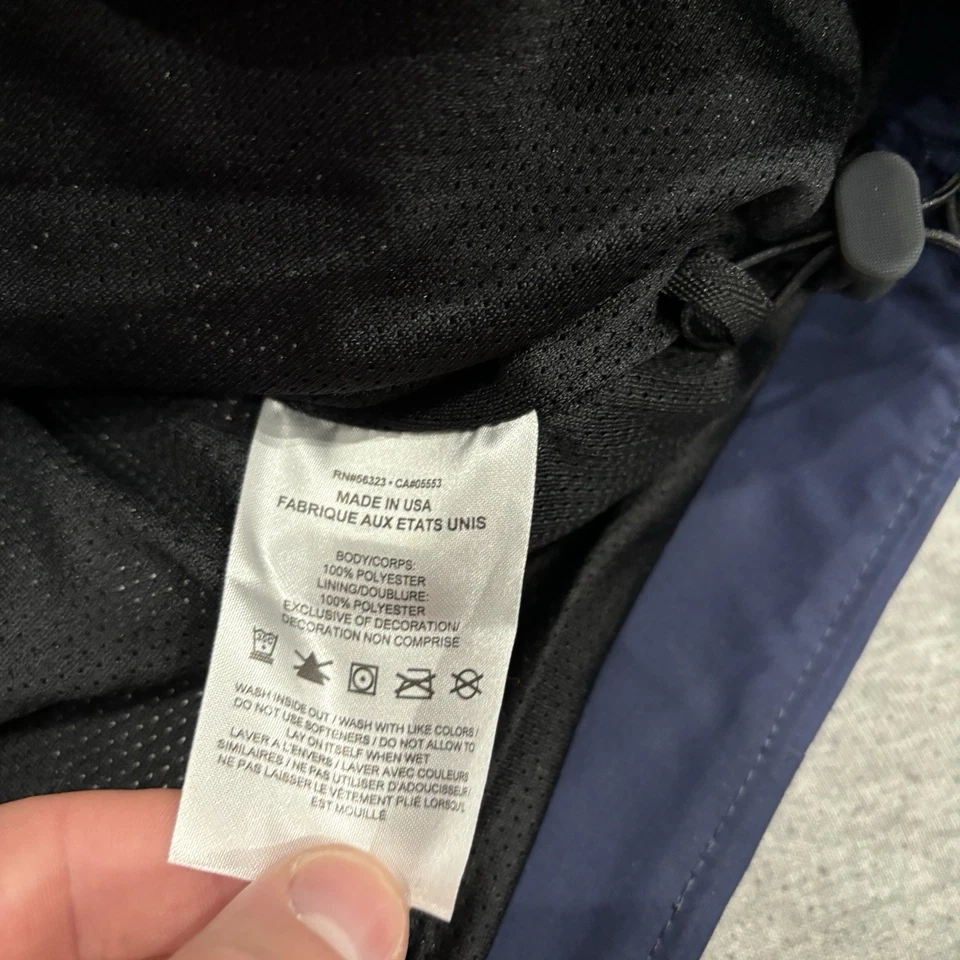 RN#56323 • CA#05553
MADE IN USA
FABRIQUE AUX ETATS UNIS
BODY/CORPS:
100% POLYESTER
LINING/DOUBLURE:
100% POLYESTER
EXCLUSIVE OF DECORATION/
DECORATION NON COMPRISE
WASH INSIDE OUT / WASH WITH LIKE COLORS /
DO NOT USE SOFTENERS / DO NOT ALLOW TO
LAY ON ITSELF WHEN WET
LAVER A L'ENVERS / LAVER AVEC COULEURS
SIMILAIRES / NE PAS UTILISER D'ADOUCISSEUR/
NE PAS LAISSER LE VÊTEMENT PLIÉ LORSQU'IL
EST MOUILLÉ